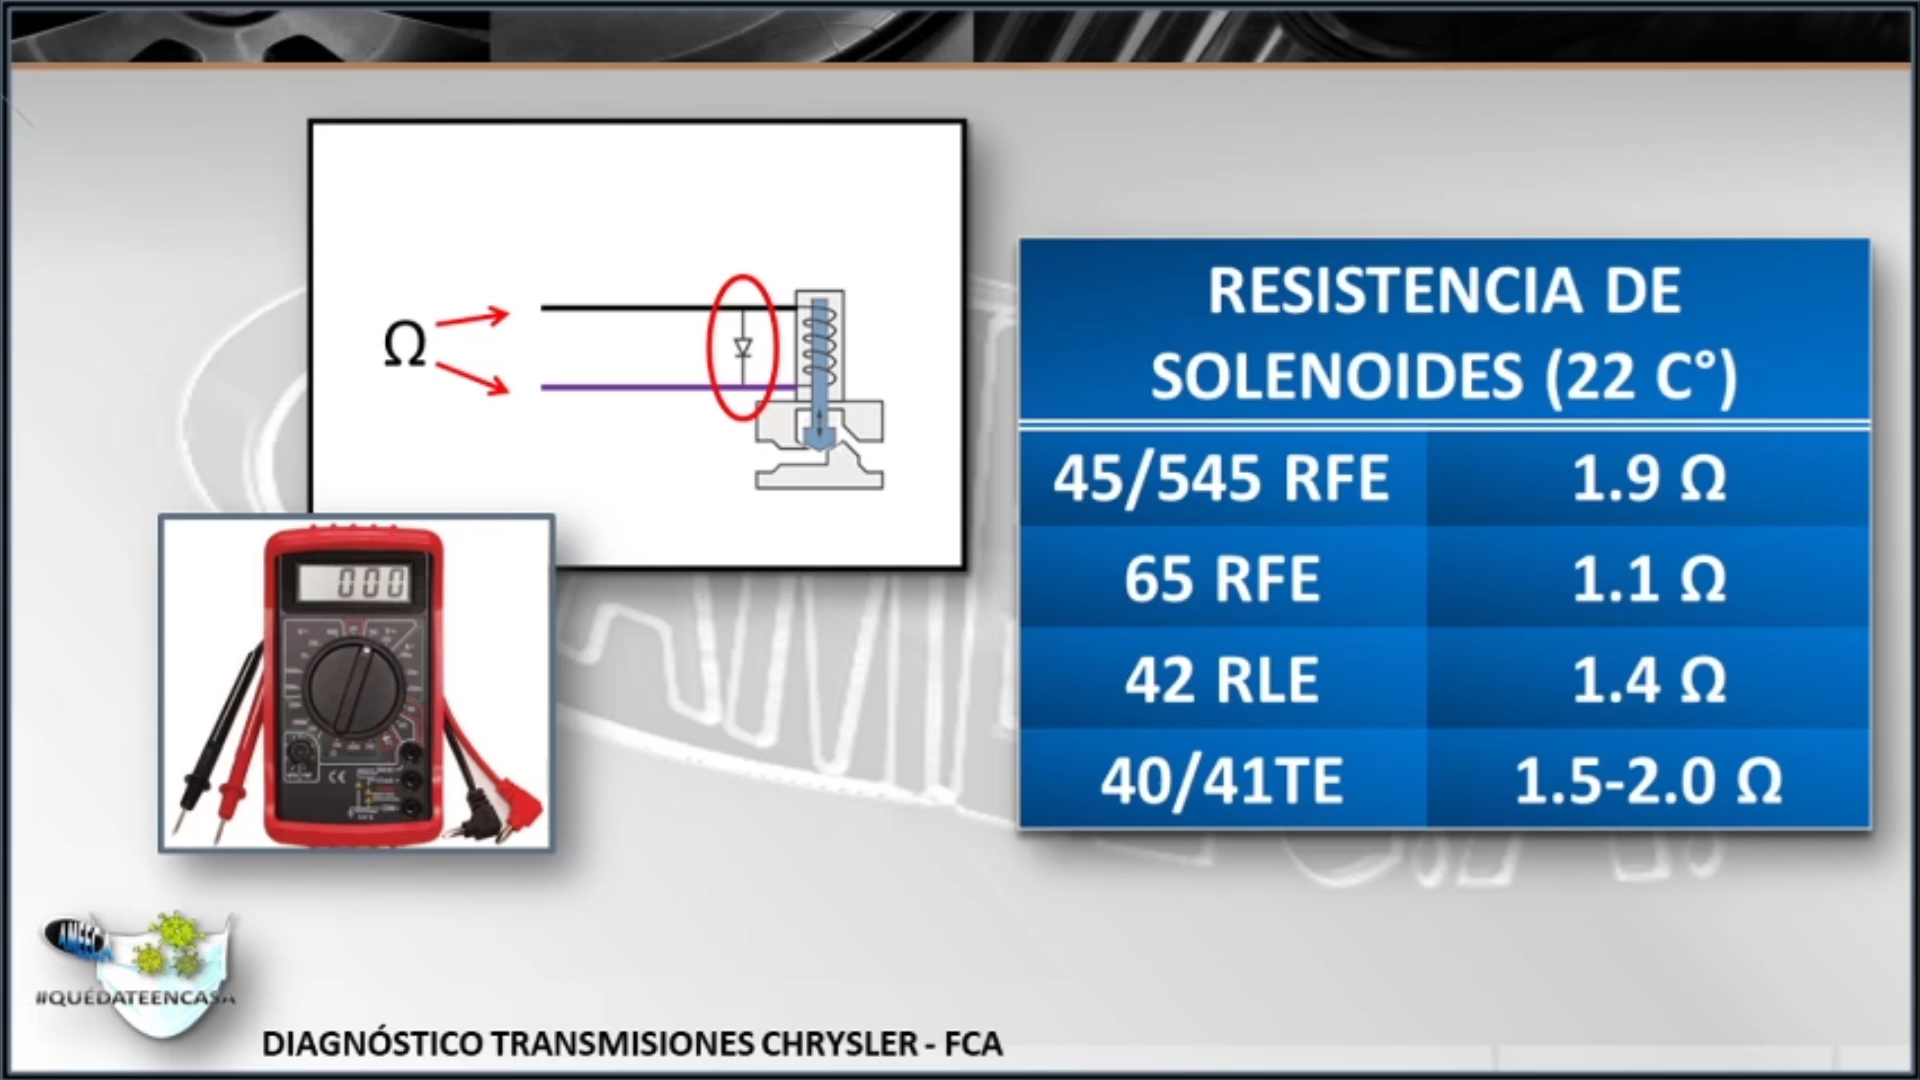 Ω
RESISTENCIA DE
SOLENOIDES (22 C°)
45/545 RFE 1.9 Ω
65 RFE 1.1 Ω
42 RLE 1.4 Ω
40/41TE 1.5-2.0 Ω
000
CE
#QUÉDATEENCASA
DIAGNÓSTICO TRANSMISIONES CHRYSLER - FCA